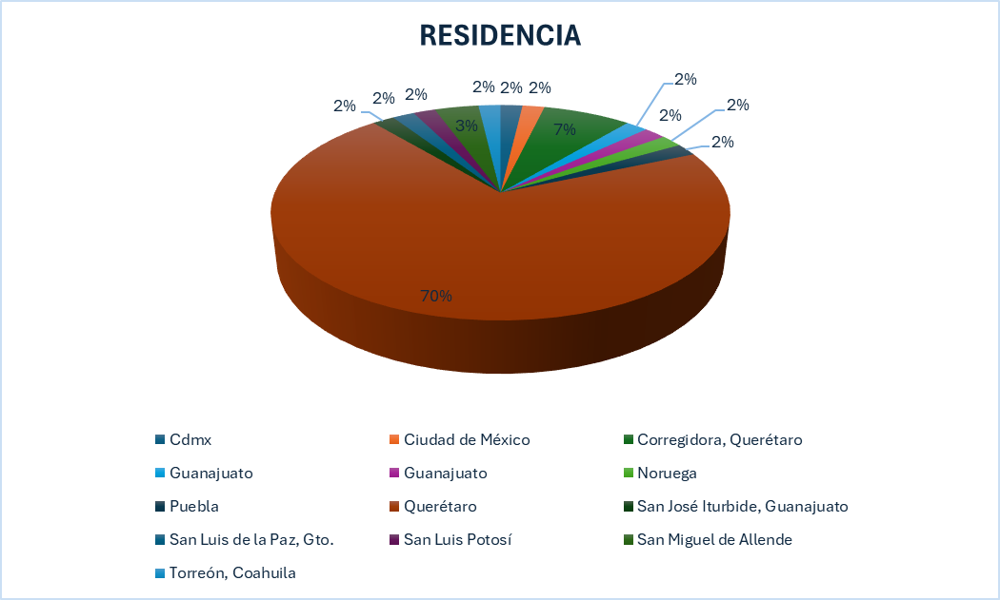 RESIDENCIA
2%
2%
2%
3%
2%
2%
2%
7%
2%
2%
2%
2%
70%
Cdmx
Ciudad de México
Corregidora, Querétaro
Guanajuato
Guanajuato
Noruega
Puebla
Querétaro
San José Iturbide, Guanajuato
San Luis de la Paz, Gto.
San Luis Potosí
San Miguel de Allende
Torreón, Coahuila